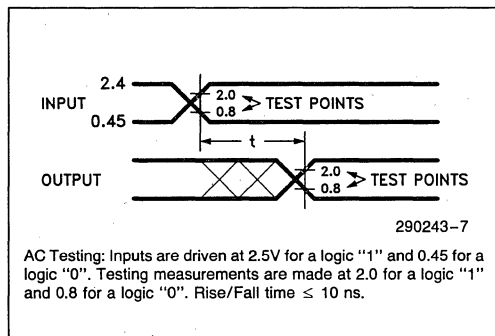 2.4
INPUT
2.0
0.8
TEST POINTS
0.45
t
OUTPUT
2.0
0.8
TEST POINTS
290243–7
AC Testing: Inputs are driven at 2.5V for a logic "1" and 0.45 for a
logic "0". Testing measurements are made at 2.0 for a logic "1"
and 0.8 for a logic "0". Rise/Fall time ≤ 10 ns.